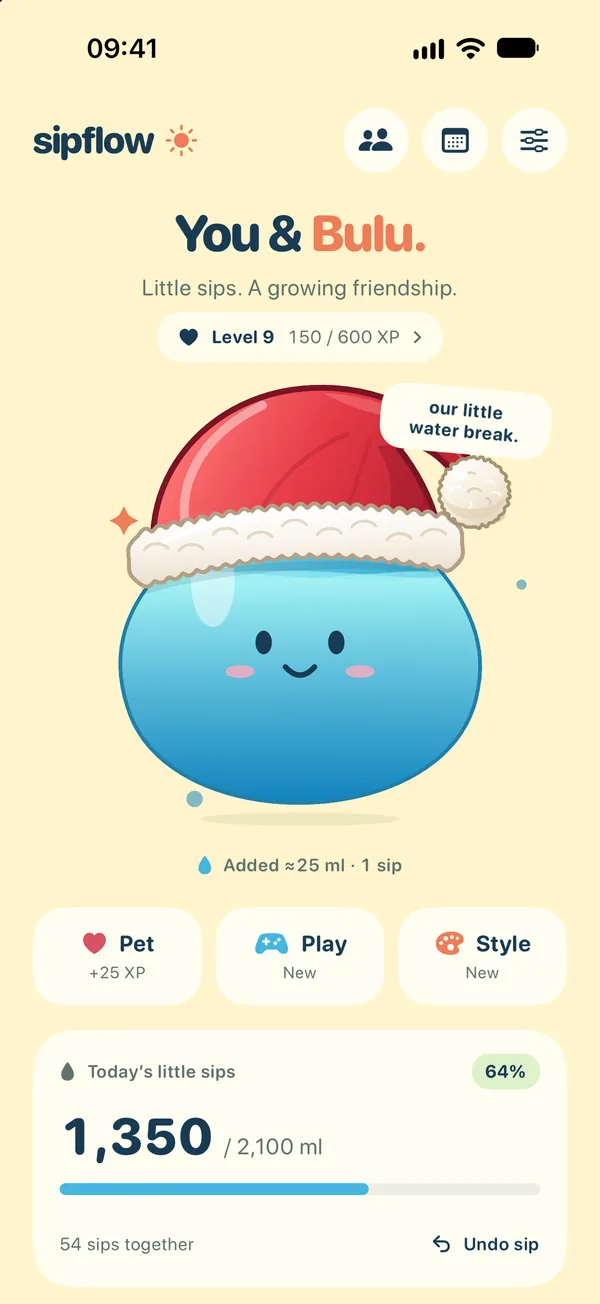 09:41
sipflow
You & Bulu.
Little sips. A growing friendship.
Level 9 150 / 600 XP
our little
water break.
Added ≈25 ml · 1 sip
Pet
+25 XP
Play
New
Style
New
Today's little sips
64%
1,350 / 2,100 ml
54 sips together
Undo sip